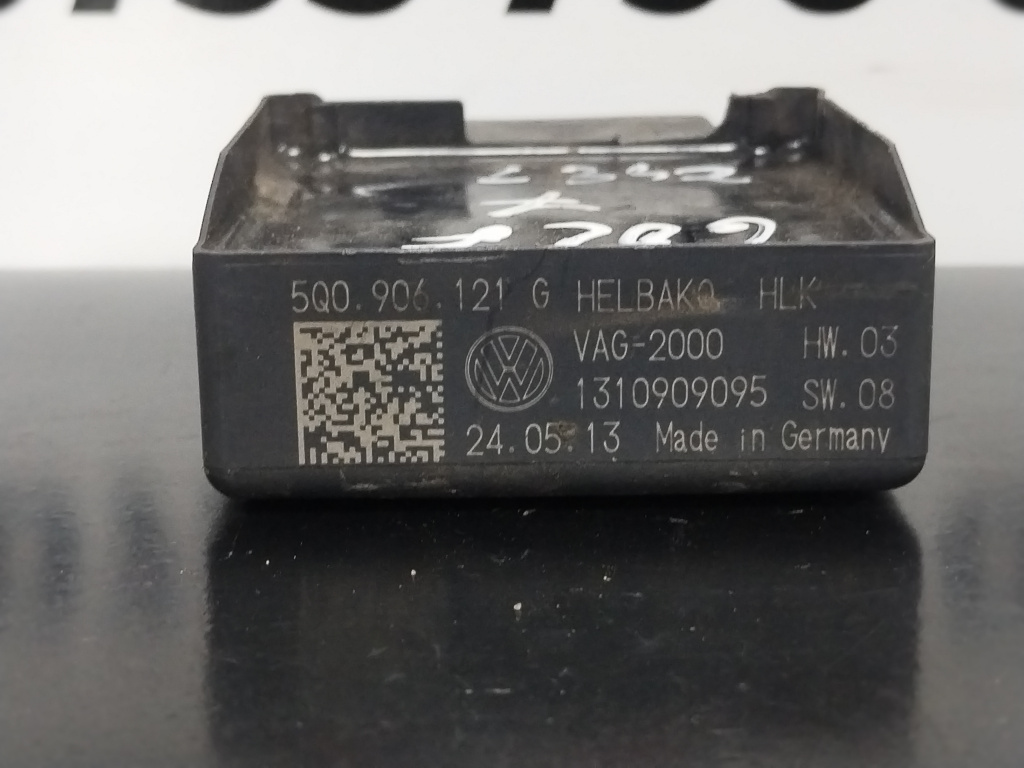 5Q0.906.121 G HELBAKO HLK
VAG-2000 HW.03
1310909095 SW.08
24.05.13 Made in Germany